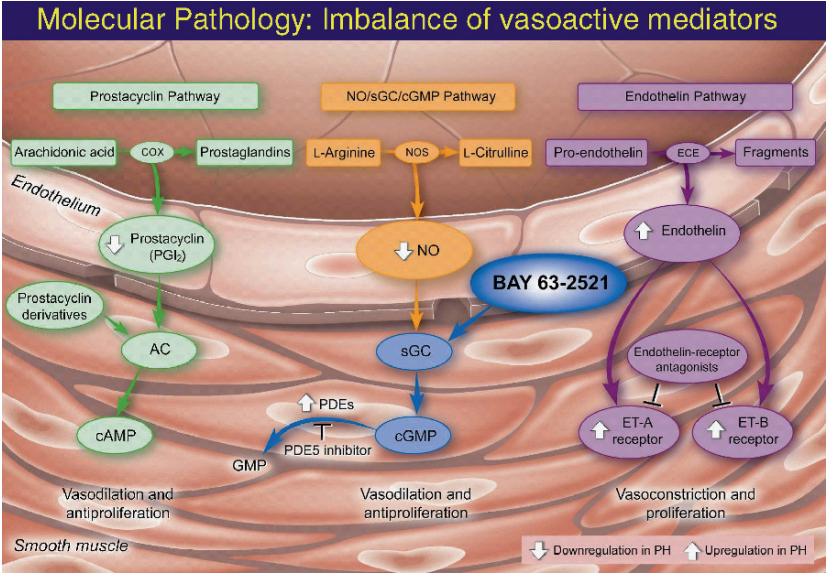 Molecular Pathology: Imbalance of vasoactive mediators
Prostacyclin Pathway
NO/sGC/cGMP Pathway
Endothelin Pathway
Arachidonic acid
COX
Prostaglandins
L-Arginine
NOS
L-Citrulline
Pro-endothelin
ECE
Fragments
Endothelium
Prostacyclin
(PGI₂)
NO
Endothelin
BAY 63-2521
Prostacyclin
derivatives
AC
sGC
Endothelin-receptor
antagonists
PDEs
cAMP
cGMP
ET-A
receptor
ET-B
receptor
GMP
PDE5 inhibitor
Vasodilation and
antiproliferation
Vasodilation and
antiproliferation
Vasoconstriction and
proliferation
Smooth muscle
Downregulation in PH
Upregulation in PH